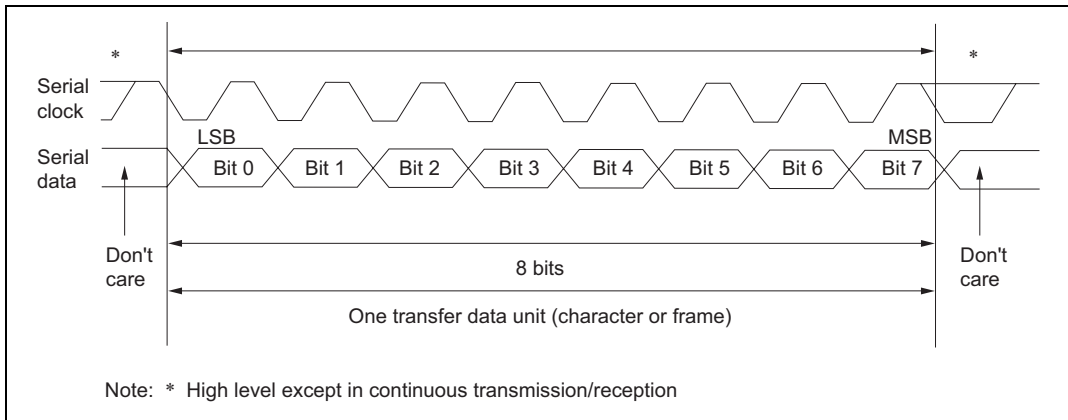 * *
Serial
clock
LSB MSB
Serial
data
Bit 0 Bit 1 Bit 2 Bit 3 Bit 4 Bit 5 Bit 6 Bit 7
Don't
care
Don't
care
8 bits
One transfer data unit (character or frame)
Note: * High level except in continuous transmission/reception